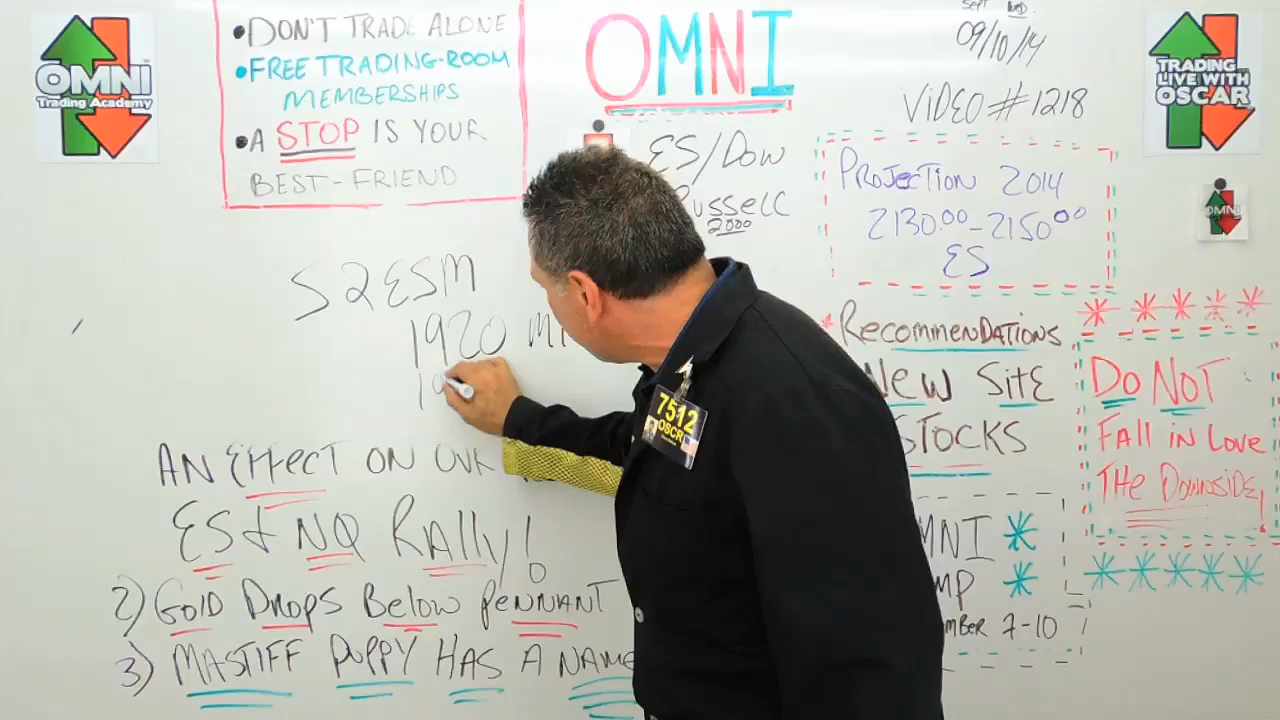 OMNI
Trading Academy
•DON'T TRADE ALONE
•FREE TRADING-ROOM
MEMBERSHIPS
•A STOP IS YOUR
BEST-FRIEND
OMNI
ES/DOW
Russell
2000
SEPT WED.
09/10/14
VIDEO #1218
TRADING
LIVE WITH
OSCAR
OMNI
PROJECTION 2014
2130.00-2150.00
ES
S2ESM
1920
*RECOMMENDATIONS
NEW SITE
STOCKS
DO NOT
FALL IN LOVE
THE DOWNSIDE!
7512
OSCR
AN EFFECT ON OUR
ES & NQ RALLY!
2) GOLD DROPS BELOW PENNANT
3) MASTIFF PUPPY HAS A NAME
7-10